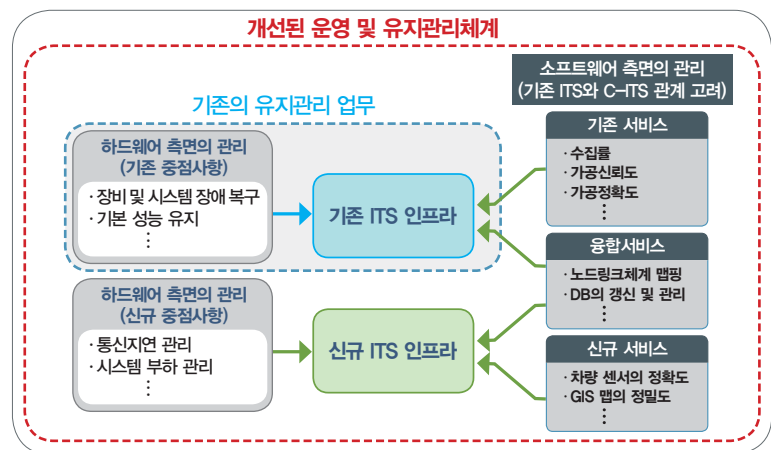 개선된 운영 및 유지관리체계
기존의 유지관리 업무
하드웨어 측면의 관리
(기존 중점사항)
· 장비 및 시스템 장애 복구
· 기본 성능 유지
⋮
기존 ITS 인프라
하드웨어 측면의 관리
(신규 중점사항)
· 통신지연 관리
· 시스템 부하 관리
⋮
신규 ITS 인프라
소프트웨어 측면의 관리
(기존 ITS와 C-ITS 관계 고려)
기존 서비스
· 수집률
· 가공신뢰도
· 가공정확도
⋮
융합서비스
· 노드링크체계 맵핑
· DB의 갱신 및 관리
⋮
신규 서비스
· 차량 센서의 정확도
· GIS 맵의 정밀도
⋮